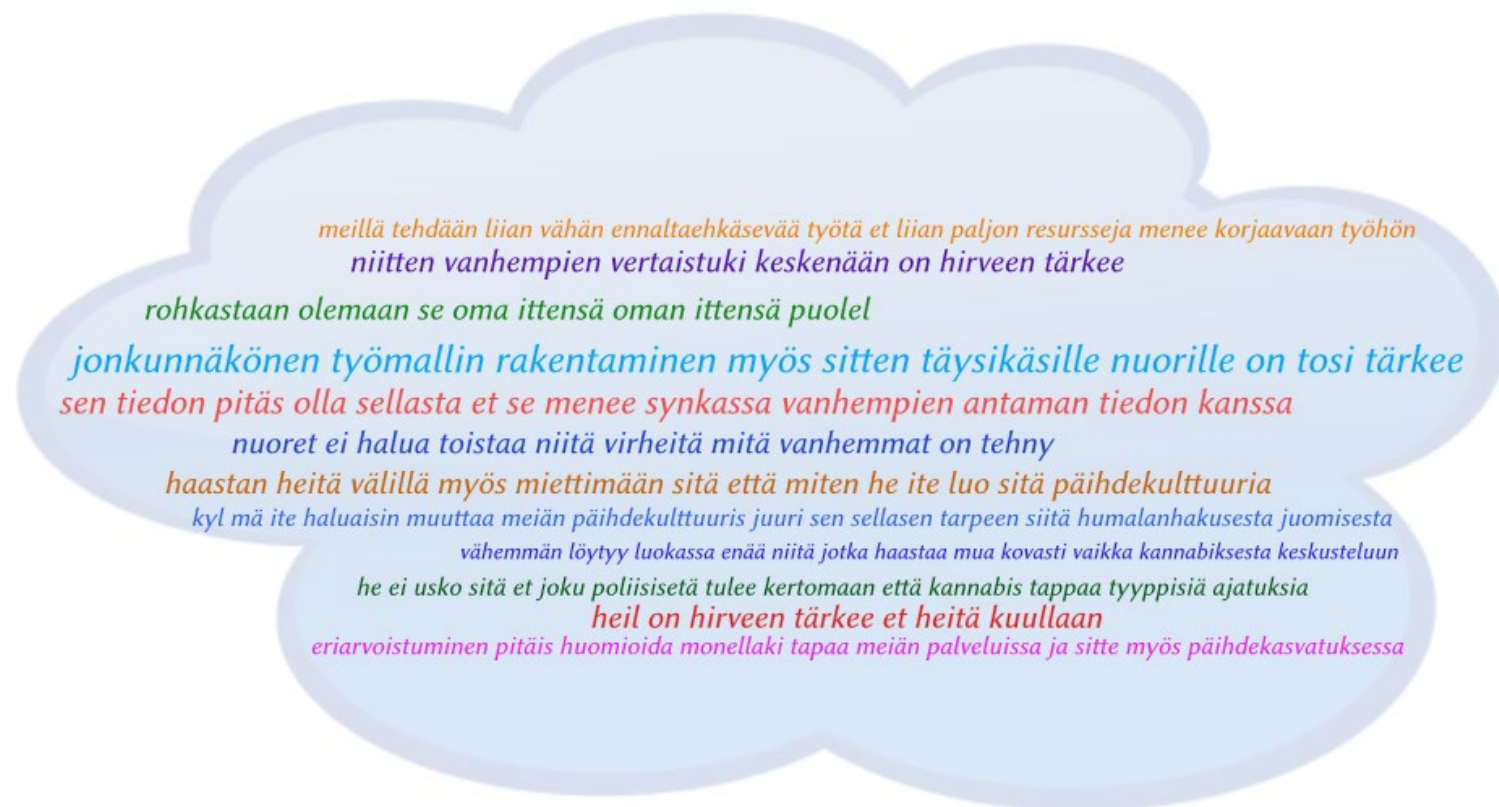 meillä tehdään liian vähän ennaltaehkäsevää työtä et liian paljon resursseja menee korjaavaan työhön
niitten vanhempien vertaistuki keskenään on hirveen tärkee
rohkastaan olemaan se oma ittensä oman ittensä puolel
jonkunnäkönen työmallin rakentaminen myös sitten täysikäsille nuorille on tosi tärkee
sen tiedon pitäs olla sellasta et se menee synkassa vanhempien antaman tiedon kanssa
nuoret ei halua toistaa niitä virheitä mitä vanhemmat on tehny
haastan heitä välillä myös miettimään sitä että miten he ite luo sitä päihdekulttuuria
kyl mä ite haluaisin muuttaa meiän päihdekulttuuris juuri sen sellasen tarpeen siitä humalanhakusesta juomisesta
vähemmän löytyy luokassa enää niitä jotka haastaa mua kovasti vaikka kannabiksesta keskusteluun
he ei usko sitä et joku poliisisetä tulee kertomaan että kannabis tappaa tyyppisiä ajatuksia
heil on hirveen tärkee et heitä kuullaan
eriarvoistuminen pitäis huomioida monellaki tapaa meiän palveluissa ja sitte myös päihdekasvatuksessa